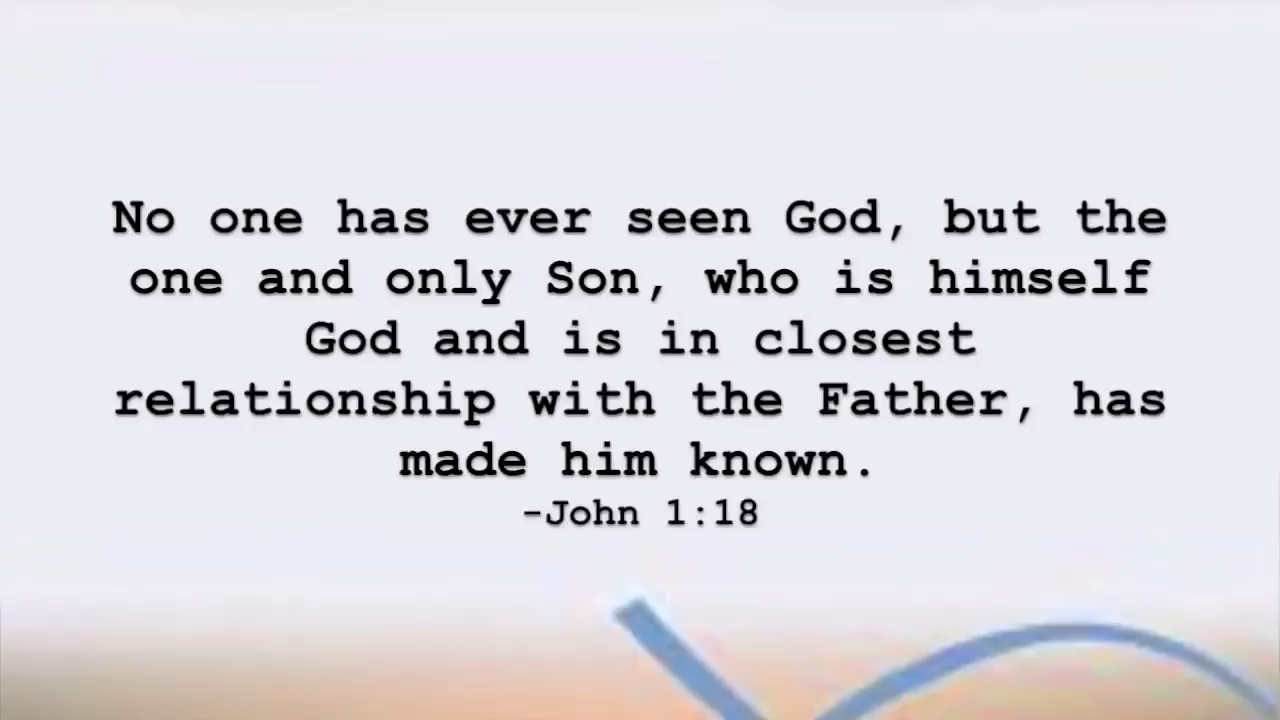 No one has ever seen God, but the
one and only Son, who is himself
God and is in closest
relationship with the Father, has
made him known.
-John 1:18